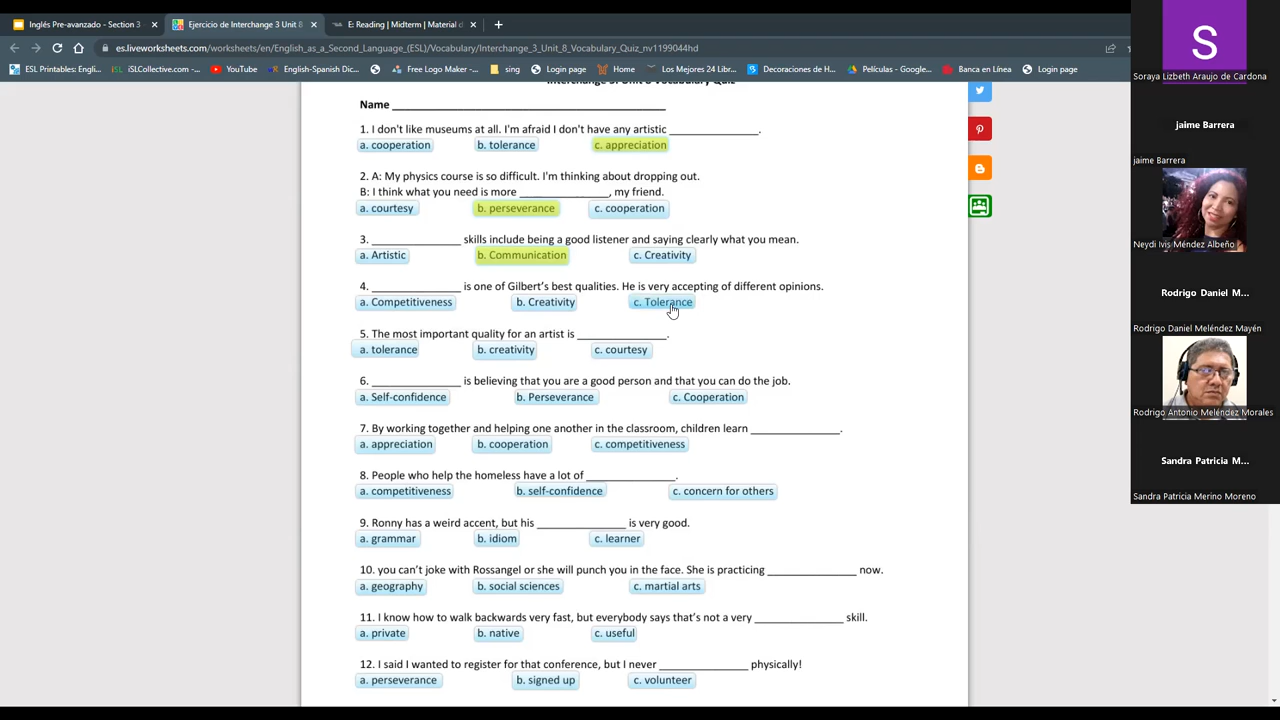 Inglés Pre-avanzado - Section 3
Ejercicio de Interchange 3 Unit 8
E: Reading | Midterm | Material d
es.liveworksheets.com/worksheets/en/English_as_a_Second_Language_(ESL)/Vocabulary/Interchange_3_Unit_8_Vocabulary_Quiz_nv1199044hd
ESL Printables: Engli... iSLCollective.com -... YouTube English-Spanish Dic... Free Logo Maker -... sing Login page Home Los Mejores 24 Libr... Decoraciones de H... Películas - Google... Banca en Línea Login page
Name ____________
1. I don't like museums at all. I'm afraid I don't have any artistic ____________.
a. cooperation b. tolerance c. appreciation
2. A: My physics course is so difficult. I'm thinking about dropping out.
B: I think what you need is more ____________, my friend.
a. courtesy b. perseverance c. cooperation
3. ____________ skills include being a good listener and saying clearly what you mean.
a. Artistic b. Communication c. Creativity
4. ____________ is one of Gilbert's best qualities. He is very accepting of different opinions.
a. Competitiveness b. Creativity c. Tolerance
5. The most important quality for an artist is ____________.
a. tolerance b. creativity c. courtesy
6. ____________ is believing that you are a good person and that you can do the job.
a. Self-confidence b. Perseverance c. Cooperation
7. By working together and helping one another in the classroom, children learn ____________.
a. appreciation b. cooperation c. competitiveness
8. People who help the homeless have a lot of ____________.
a. competitiveness b. self-confidence c. concern for others
9. Ronny has a weird accent, but his ____________ is very good.
a. grammar b. idiom c. learner
10. you can't joke with Rossangel or she will punch you in the face. She is practicing ____________ now.
a. geography b. social sciences c. martial arts
11. I know how to walk backwards very fast, but everybody says that's not a very ____________ skill.
a. private b. native c. useful
12. I said I wanted to register for that conference, but I never ____________ physically!
a. perseverance b. signed up c. volunteer
S
Soraya Lizbeth Araujo de Cardona
jaime Barrera
jaime Barrera
Neydi Ivis Méndez Albeño
Rodrigo Daniel M...
Rodrigo Daniel Meléndez Mayén
Rodrigo Antonio Meléndez Morales
Sandra Patricia M...
Sandra Patricia Merino Moreno